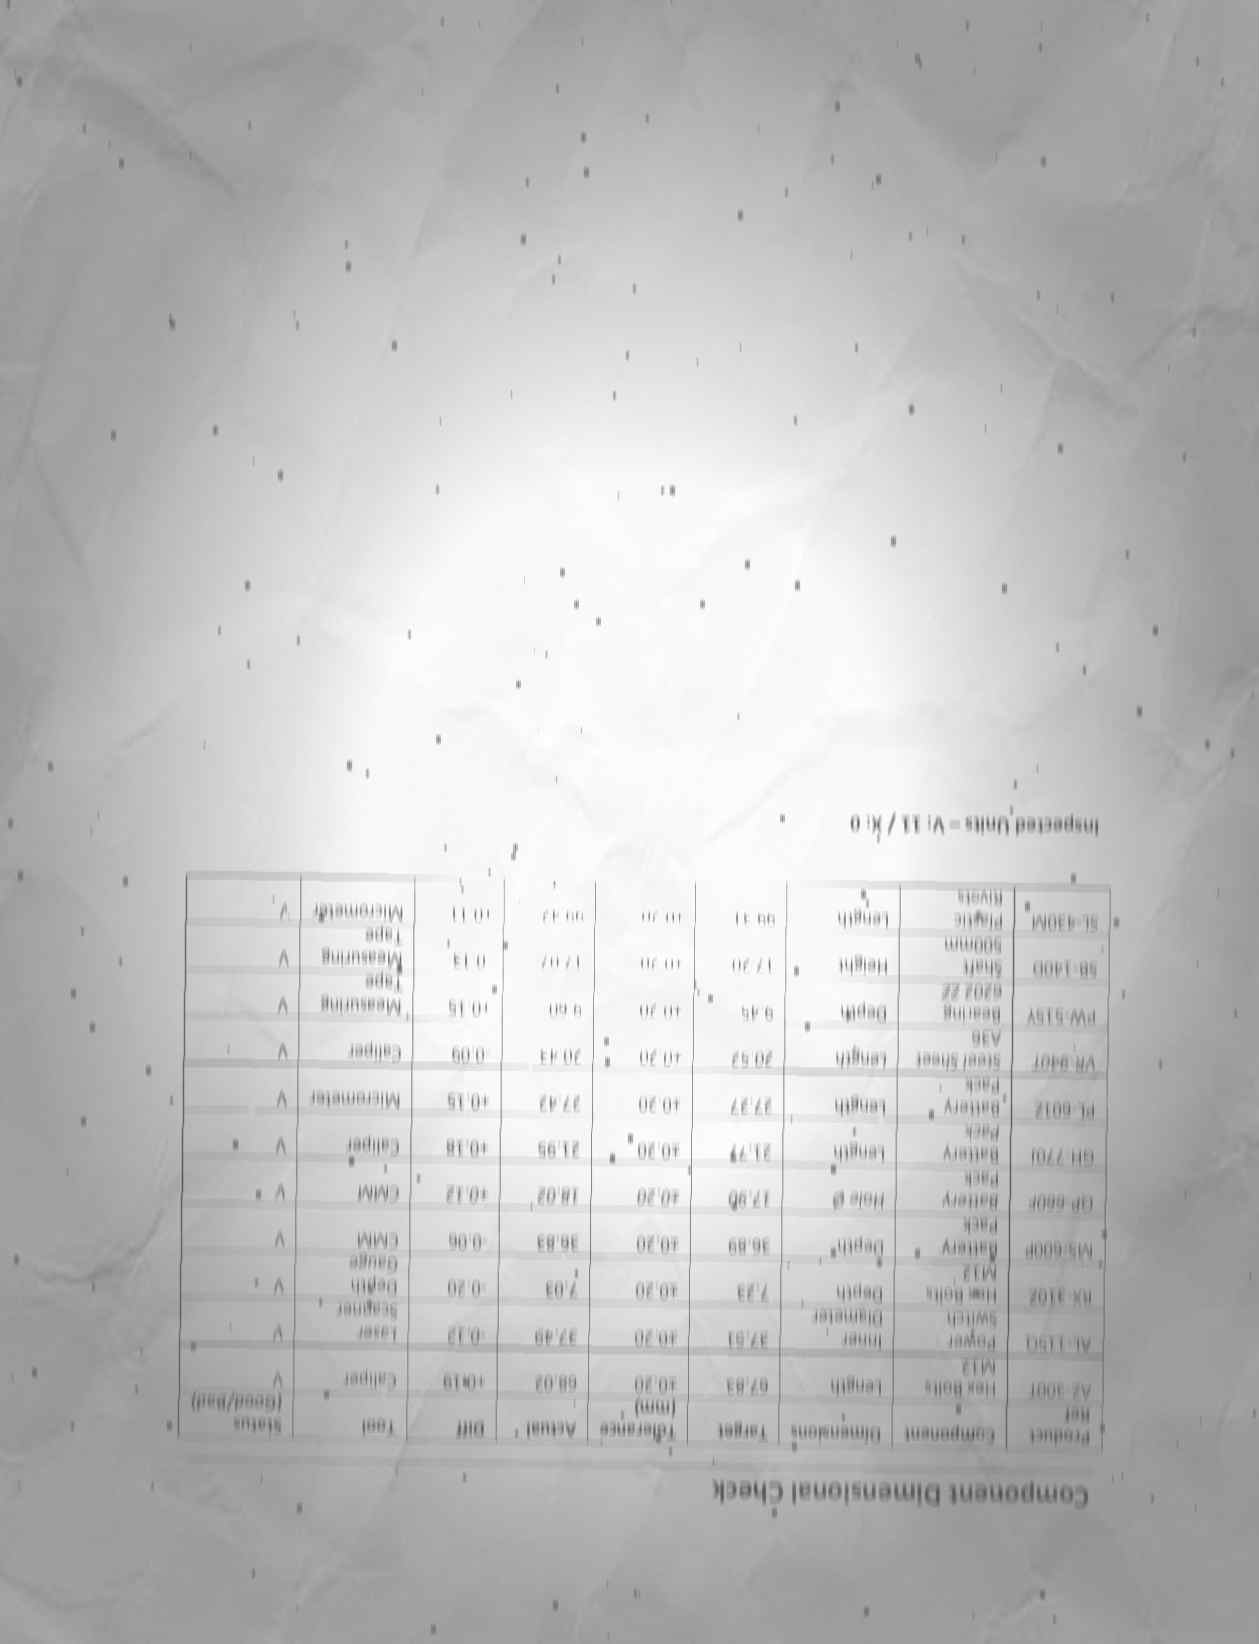 Component Dimensional Check
Product Ref Component Dimensions Target Tolerance (mm) Actual Diff Tool Status (Good/Bad)
AZ-300T Hex Bolts M12 Length 67.83 ±0.20 68.02 +0.19 Caliper V
AL-115Q Power Switch Inner Diameter 37.61 ±0.20 37.49 -0.12 Laser Scanner V
RX-3102 Hex Bolts M12 Depth 7.23 ±0.20 7.03 -0.20 Depth Gauge V
MS-600P Battery Pack Depth 36.89 ±0.20 36.83 -0.06 CMM V
QP-660F Battery Pack Hole Ø 17.90 ±0.20 18.02 +0.12 CMM V
GH-770J Battery Pack Length 21.77 ±0.20 21.95 +0.18 Caliper V
PL-6012 Battery Pack Length 27.27 ±0.20 27.42 +0.15 Micrometer V
VR-940T Steel Sheet A36 Length ±0.20 -0.09 Caliper V
PW-515Y Bearing 6202 ZZ Depth 9.45 ±0.20 9.60 +0.15 Measuring Tape V
SB-140D Shaft 500mm Height 17.20 ±0.20 17.07 -0.13 Measuring Tape V
SL-430M Plastic Rivets Length 99.31 ±0.20 99.42 +0.11 Micrometer V
Inspected Units = V: 11 / X: 0